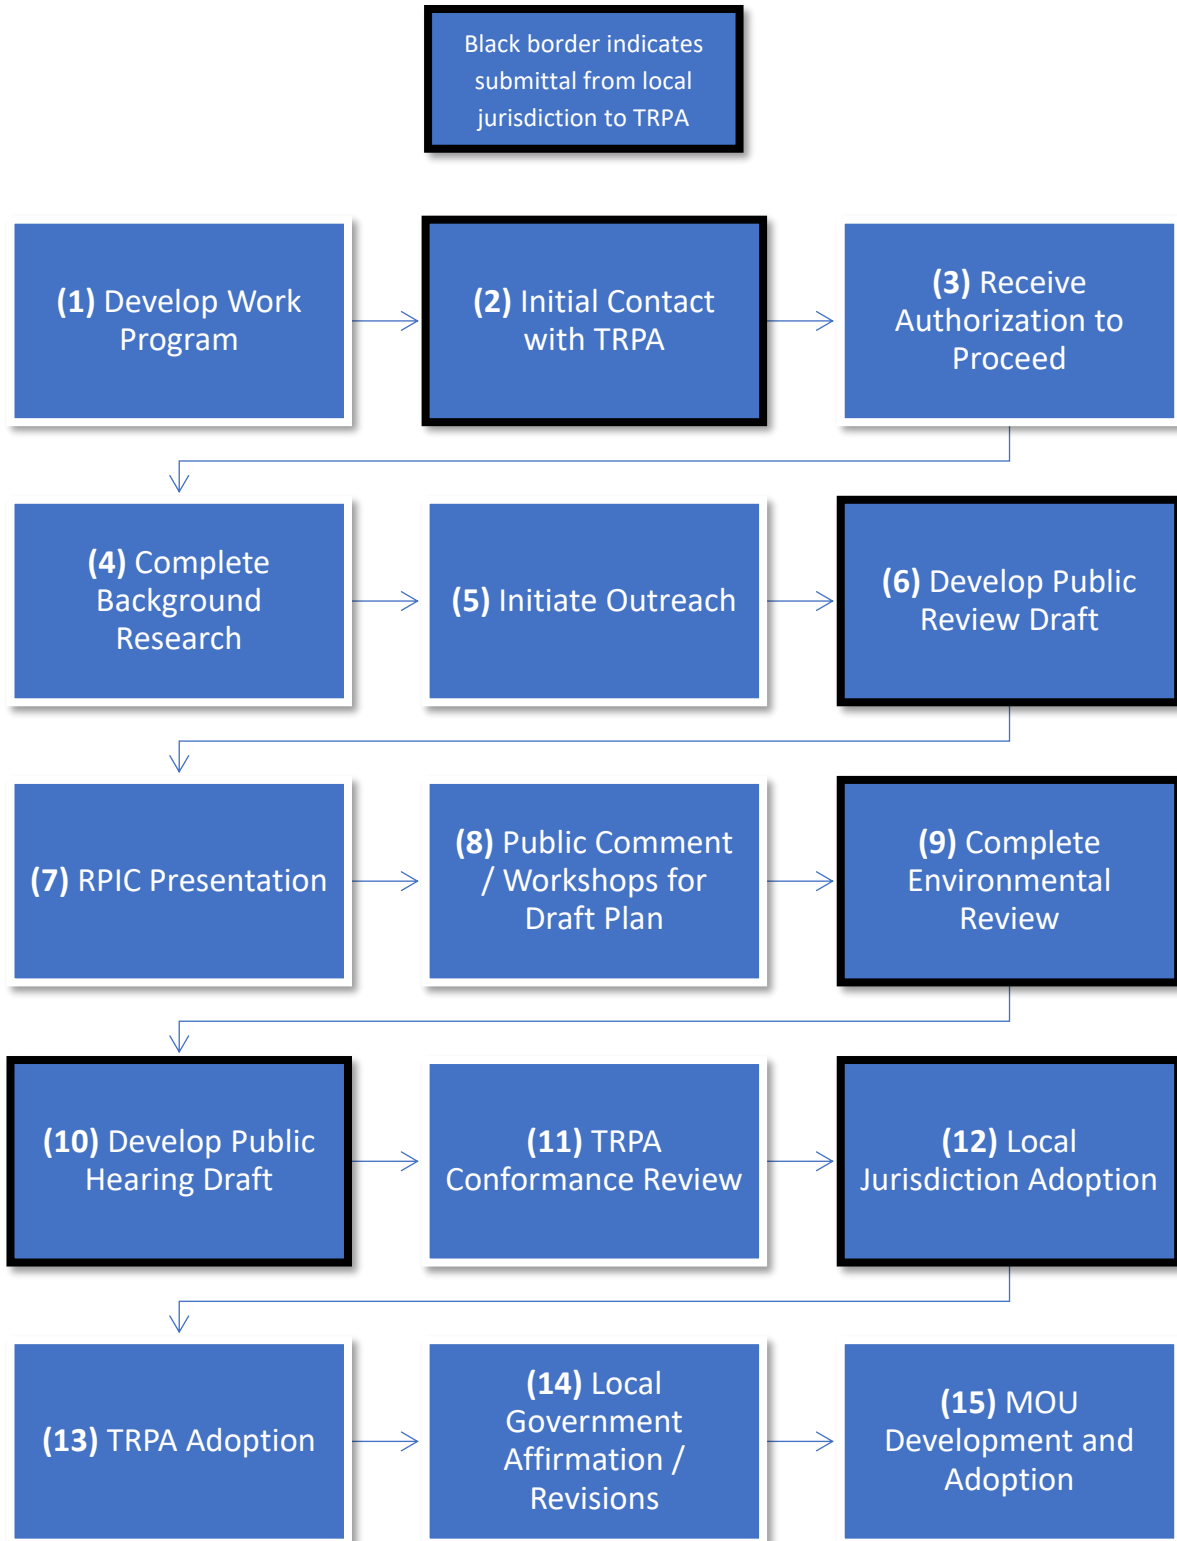 Black border indicates
submittal from local
jurisdiction to TRPA
(1) Develop Work
Program
(2) Initial Contact
with TRPA
(3) Receive
Authorization to
Proceed
(4) Complete
Background
Research
(5) Initiate Outreach
(6) Develop Public
Review Draft
(7) RPIC Presentation
(8) Public Comment
/ Workshops for
Draft Plan
(9) Complete
Environmental
Review
(10) Develop Public
Hearing Draft
(11) TRPA
Conformance Review
(12) Local
Jurisdiction Adoption
(13) TRPA Adoption
(14) Local
Government
Affirmation /
Revisions
(15) MOU
Development and
Adoption